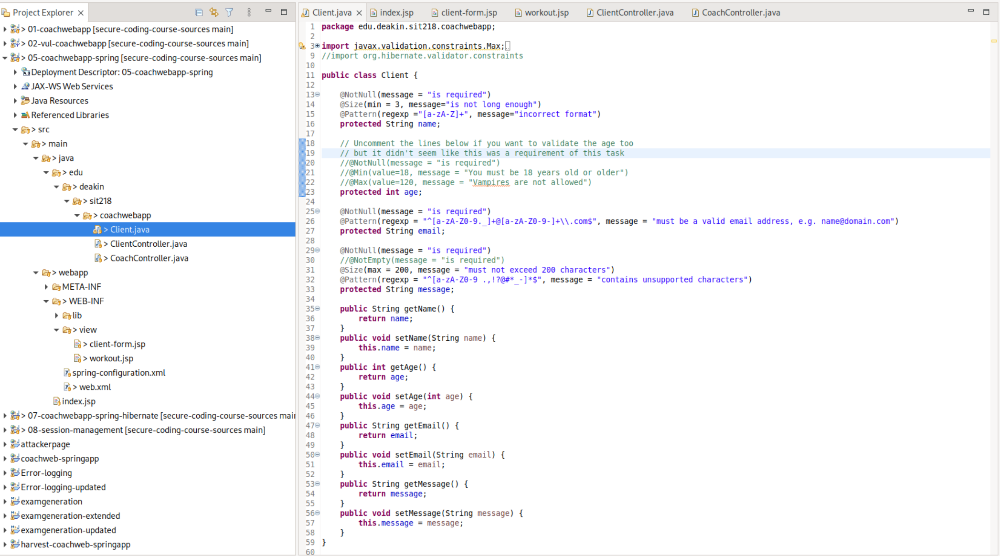 Project Explorer
> 01-coachwebapp [secure-coding-course-sources main]
> 02-vul-coachwebapp [secure-coding-course-sources main]
> 05-coachwebapp-spring [secure-coding-course-sources main]
Deployment Descriptor: 05-coachwebapp-spring
JAX-WS Web Services
Java Resources
Referenced Libraries
> src
> main
> java
> edu
> deakin
> sit218
> coachwebapp
> Client.java
> ClientController.java
> CoachController.java
> webapp
META-INF
> WEB-INF
lib
> view
> client-form.jsp
> workout.jsp
spring-configuration.xml
> web.xml
index.jsp
> 07-coachwebapp-spring-hibernate [secure-coding-course-sources mai
> 08-session-management [secure-coding-course-sources main]
attackerpage
coachweb-springapp
Error-logging
Error-logging-updated
examgeneration
examgeneration-extended
examgeneration-updated
harvest-coachweb-springapp
Client.java index.jsp client-form.jsp workout.jsp ClientController.java CoachController.java
1 package edu.deakin.sit218.coachwebapp;
2
3 import javax.validation.constraints.Max;
9 //import org.hibernate.validator.constraints
10
11 public class Client {
12
13 @NotNull(message = "is required")
14 @Size(min = 3, message="is not long enough")
15 @Pattern(regexp ="[a-zA-Z]+", message="incorrect format")
16 protected String name;
17
18 // Uncomment the lines below if you want to validate the age too
19 // but it didn't seem like this was a requirement of this task
20 //@NotNull(message = "is required")
21 //@Min(value=18, message = "You must be 18 years old or older")
22 //@Max(value=120, message = "Vampires are not allowed")
23 protected int age;
24
25 @NotNull(message = "is required")
26 @Pattern(regexp = "^[a-zA-Z0-9._]+@[a-zA-Z0-9-]+\\.com$", message = "must be a valid email address, e.g. name@domain.com")
27 protected String email;
28
29 @NotNull(message = "is required")
30 //@NotEmpty(message = "is required")
31 @Size(max = 200, message = "must not exceed 200 characters")
32 @Pattern(regexp = "^[a-zA-Z0-9 .,!?@#*_-]*$", message = "contains unsupported characters")
33 protected String message;
34
35 public String getName() {
36 return name;
37 }
38 public void setName(String name) {
39 this.name = name;
40 }
41 public int getAge() {
42 return age;
43 }
44 public void setAge(int age) {
45 this.age = age;
46 }
47 public String getEmail() {
48 return email;
49 }
50 public void setEmail(String email) {
51 this.email = email;
52 }
53 public String getMessage() {
54 return message;
55 }
56 public void setMessage(String message) {
57 this.message = message;
58 }
59 }
60